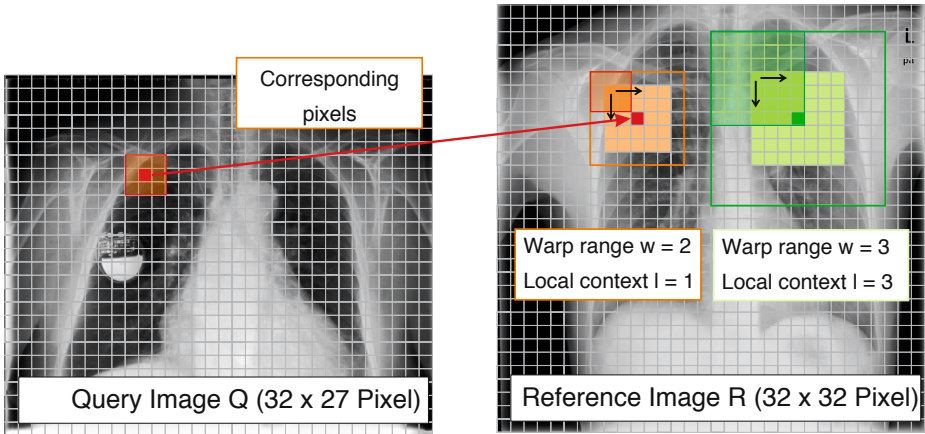 Corresponding
pixels
L.
pa
Warp range w = 2
Local context l = 1
Warp range w = 3
Local context l = 3
Query Image Q (32 x 27 Pixel)
Reference Image R (32 x 32 Pixel)